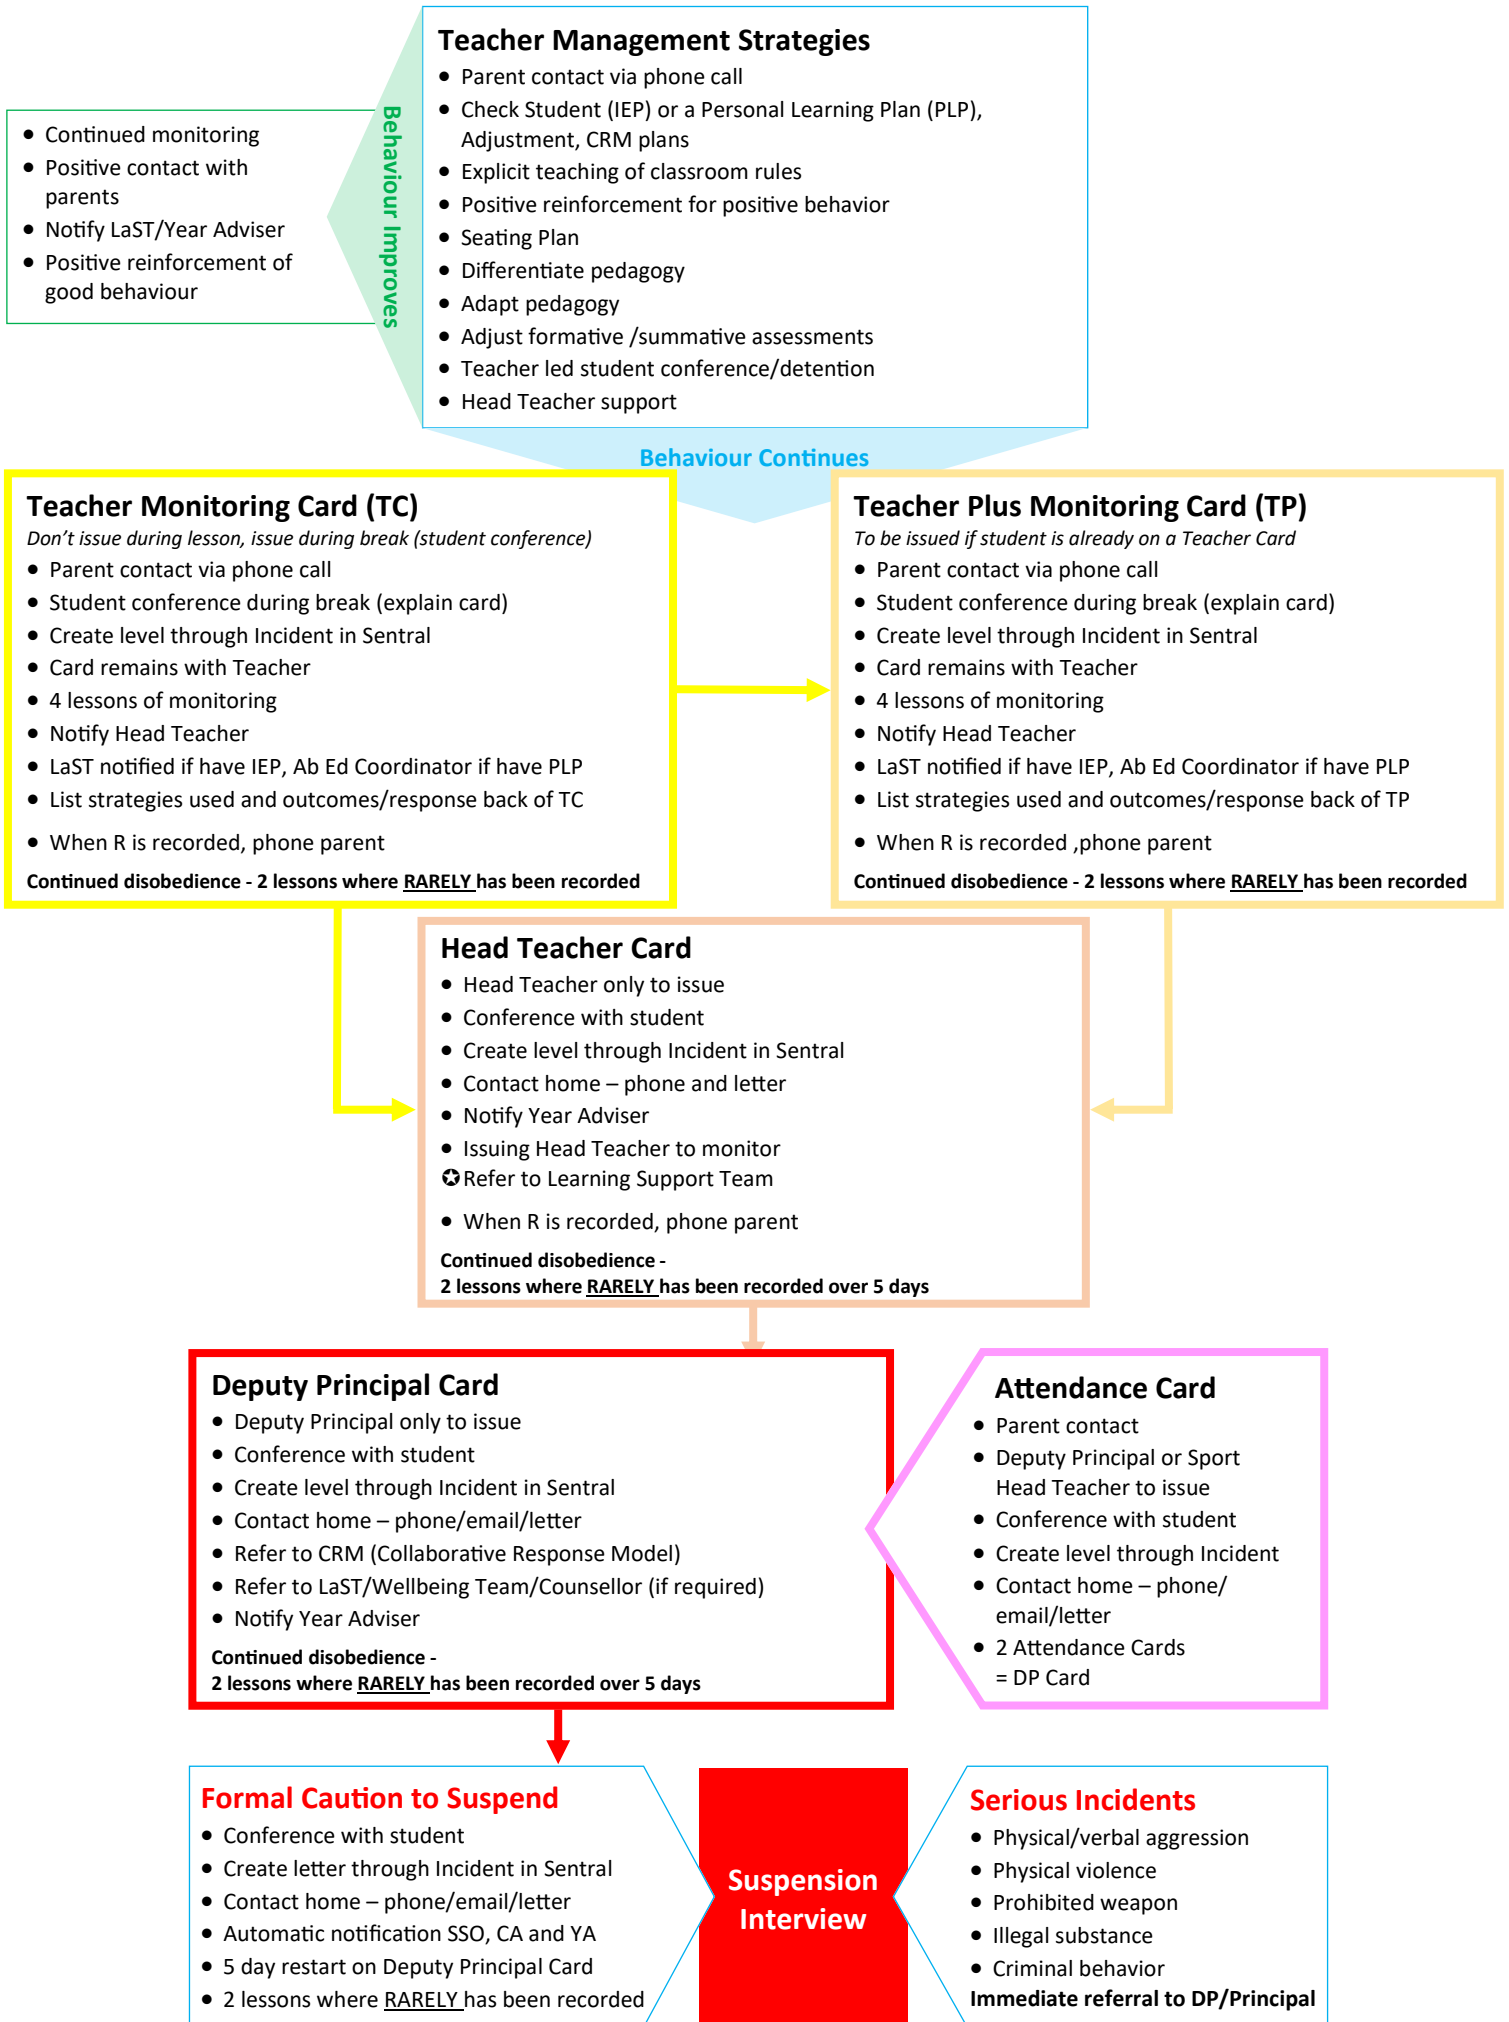 Teacher Management Strategies
• Parent contact via phone call
• Check Student (IEP) or a Personal Learning Plan (PLP),
Adjustment, CRM plans
• Explicit teaching of classroom rules
• Positive reinforcement for positive behavior
• Seating Plan
• Differentiate pedagogy
• Adapt pedagogy
• Adjust formative /summative assessments
• Teacher led student conference/detention
• Head Teacher support
Behaviour Improves
• Continued monitoring
• Positive contact with
parents
• Notify LaST/Year Adviser
• Positive reinforcement of
good behaviour
Behaviour Continues
Teacher Monitoring Card (TC)
Don’t issue during lesson, issue during break (student conference)
• Parent contact via phone call
• Student conference during break (explain card)
• Create level through Incident in Sentral
• Card remains with Teacher
• 4 lessons of monitoring
• Notify Head Teacher
• LaST notified if have IEP, Ab Ed Coordinator if have PLP
• List strategies used and outcomes/response back of TC
• When R is recorded, phone parent
Continued disobedience - 2 lessons where RARELY has been recorded
Teacher Plus Monitoring Card (TP)
To be issued if student is already on a Teacher Card
• Parent contact via phone call
• Student conference during break (explain card)
• Create level through Incident in Sentral
• Card remains with Teacher
• 4 lessons of monitoring
• Notify Head Teacher
• LaST notified if have IEP, Ab Ed Coordinator if have PLP
• List strategies used and outcomes/response back of TP
• When R is recorded ,phone parent
Continued disobedience - 2 lessons where RARELY has been recorded
Head Teacher Card
• Head Teacher only to issue
• Conference with student
• Create level through Incident in Sentral
• Contact home – phone and letter
• Notify Year Adviser
• Issuing Head Teacher to monitor
✪ Refer to Learning Support Team
• When R is recorded, phone parent
Continued disobedience -
2 lessons where RARELY has been recorded over 5 days
Deputy Principal Card
• Deputy Principal only to issue
• Conference with student
• Create level through Incident in Sentral
• Contact home – phone/email/letter
• Refer to CRM (Collaborative Response Model)
• Refer to LaST/Wellbeing Team/Counsellor (if required)
• Notify Year Adviser
Continued disobedience -
2 lessons where RARELY has been recorded over 5 days
Attendance Card
• Parent contact
• Deputy Principal or Sport
Head Teacher to issue
• Conference with student
• Create level through Incident
• Contact home – phone/
email/letter
• 2 Attendance Cards
= DP Card
Formal Caution to Suspend
• Conference with student
• Create letter through Incident in Sentral
• Contact home – phone/email/letter
• Automatic notification SSO, CA and YA
• 5 day restart on Deputy Principal Card
• 2 lessons where RARELY has been recorded
Suspension
Interview
Serious Incidents
• Physical/verbal aggression
• Physical violence
• Prohibited weapon
• Illegal substance
• Criminal behavior
Immediate referral to DP/Principal